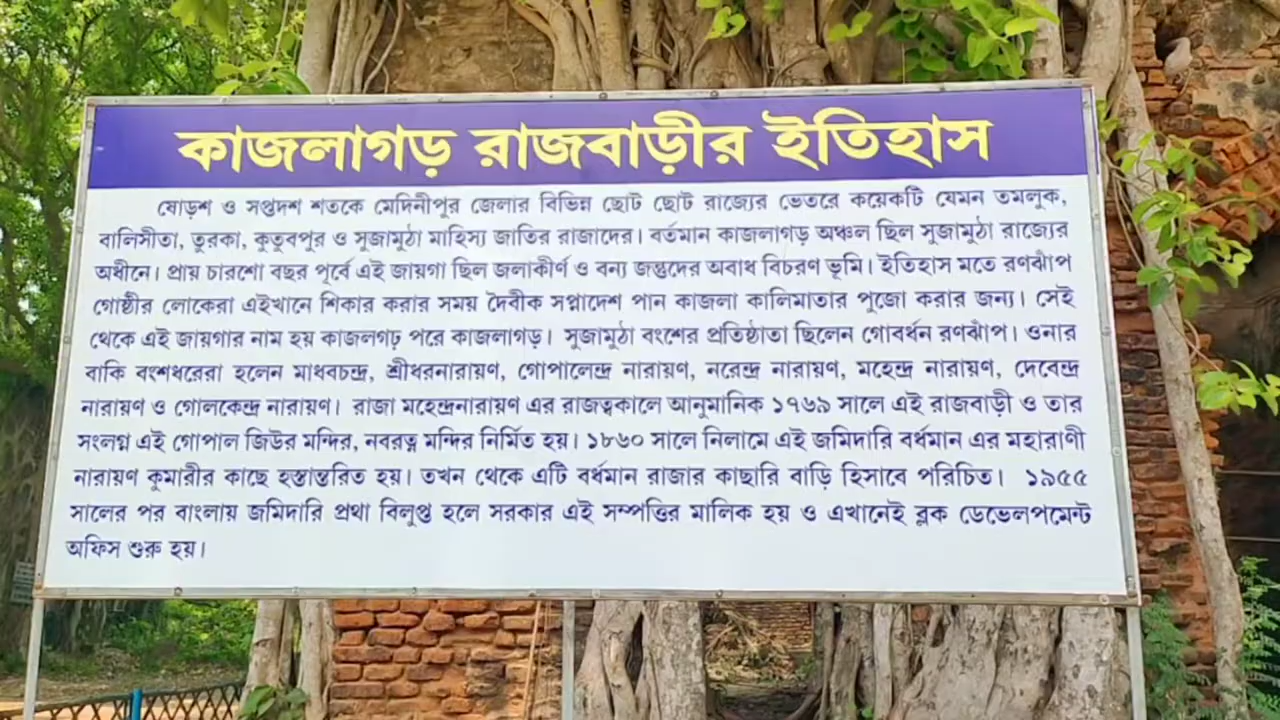 কাজলাগড় রাজবাড়ীর ইতিহাস
ষোড়শ ও সপ্তদশ শতকে মেদিনীপুর জেলার বিভিন্ন ছোট ছোট রাজ্যের ভেতরে কয়েকটি যেমন তমলুক,
বালিসীতা, তুরকা, কুতুবপুর ও সুজামুঠা মাহিস্য জাতির রাজাদের। বর্তমান কাজলাগড় অঞ্চল ছিল সুজামুঠা রাজ্যের
অধীনে। প্রায় চারশো বছর পূর্বে এই জায়গা ছিল জলাকীর্ণ ও বন্য জন্তুদের অবাধ বিচরণ ভূমি। ইতিহাস মতে রণঝাঁপ
গোষ্ঠীর লোকেরা এইখানে শিকার করার সময় দৈবীক সপ্নাদেশ পান কাজলা কালিমাতার পুজো করার জন্য। সেই
থেকে এই জায়গার নাম হয় কাজলগঢ় পরে কাজলাগড়। সুজামুঠা বংশের প্রতিষ্ঠাতা ছিলেন গোবর্ধন রণঝাঁপ। ওনার
বাকি বংশধরেরা হলেন মাধবচন্দ্র, শ্রীধরনারায়ণ, গোপালেন্দ্র নারায়ণ, নরেন্দ্র নারায়ণ, মহেন্দ্র নারায়ণ, দেবেন্দ্র
নারায়ণ ও গোলকেন্দ্র নারায়ণ। রাজা মহেন্দ্রনারায়ণ এর রাজত্বকালে আনুমানিক ১৭৬৯ সালে এই রাজবাড়ী ও তার
সংলগ্ন এই গোপাল জিউর মন্দির, নবরত্ন মন্দির নির্মিত হয়। ১৮৬০ সালে নিলামে এই জমিদারি বর্ধমান এর মহারাণী
নারায়ণ কুমারীর কাছে হস্তান্তরিত হয়। তখন থেকে এটি বর্ধমান রাজার কাছারি বাড়ি হিসাবে পরিচিত। ১৯৫৫
সালের পর বাংলায় জমিদারি প্রথা বিলুপ্ত হলে সরকার এই সম্পত্তির মালিক হয় ও এখানেই ব্লক ডেভেলপমেন্ট
অফিস শুরু হয়।